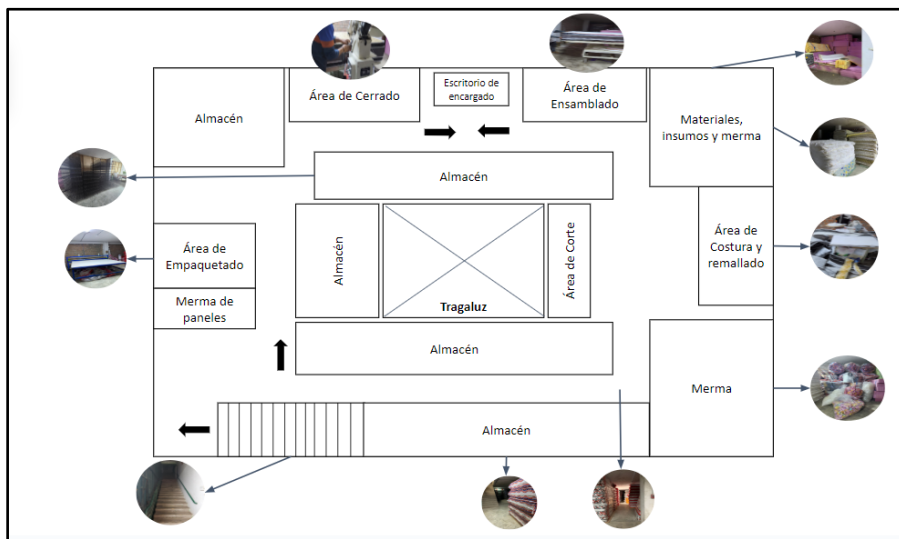 Almacén
Área de Cerrado
Escritorio de
encargado
Área de
Ensamblado
Materiales,
insumos y merma
Almacén
Área de
Empaquetado
Merma de
paneles
Almacén
Tragaluz
Área de Corte
Área de
Costura y
remallado
Almacén
Merma
Almacén